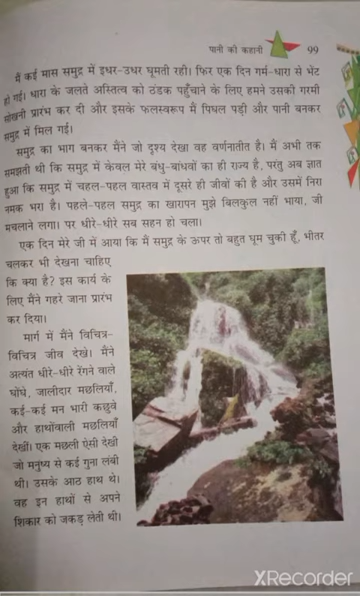 पानी की कहानी
99
मैं कई मास समुद्र में इधर-उधर घूमती रही। फिर एक दिन गर्म-धारा से भेंट
हो गई। धारा के जलते अस्तित्व को ठंडक पहुँचाने के लिए हमने उसकी गरमी
सोखनी प्रारंभ कर दी और इसके फलस्वरूप मैं पिघल पड़ी और पानी बनकर
समुद्र में मिल गई।
समुद्र का भाग बनकर मैंने जो दृश्य देखा वह वर्णनातीत है। मैं अभी तक
समझती थी कि समुद्र में केवल मेरे बंधु-बांधवों का ही राज्य है, परंतु अब ज्ञात
हुआ कि समुद्र में चहल-पहल वास्तव में दूसरे ही जीवों की है और उसमें निरा
नमक भरा है। पहले-पहल समुद्र का खारापन मुझे बिलकुल नहीं भाया, जी
मचलाने लगा। पर धीरे-धीरे सब सहन हो चला।
एक दिन मेरे जी में आया कि मैं समुद्र के ऊपर तो बहुत घूम चुकी हूँ, भीतर
चलकर भी देखना चाहिए
कि क्या है? इस कार्य के
लिए मैंने गहरे जाना प्रारंभ
कर दिया।
मार्ग में मैंने विचित्र-
विचित्र जीव देखे। मैंने
अत्यंत धीरे-धीरे रेंगने वाले
घोंघे, जालीदार मछलियाँ,
कई-कई मन भारी कछुवे
और हाथोंवाली मछलियाँ
देखीं। एक मछली ऐसी देखी
जो मनुष्य से कई गुना लंबी
थी। उसके आठ हाथ थे।
वह इन हाथों से अपने
शिकार को जकड़ लेती थी।
XRecorder